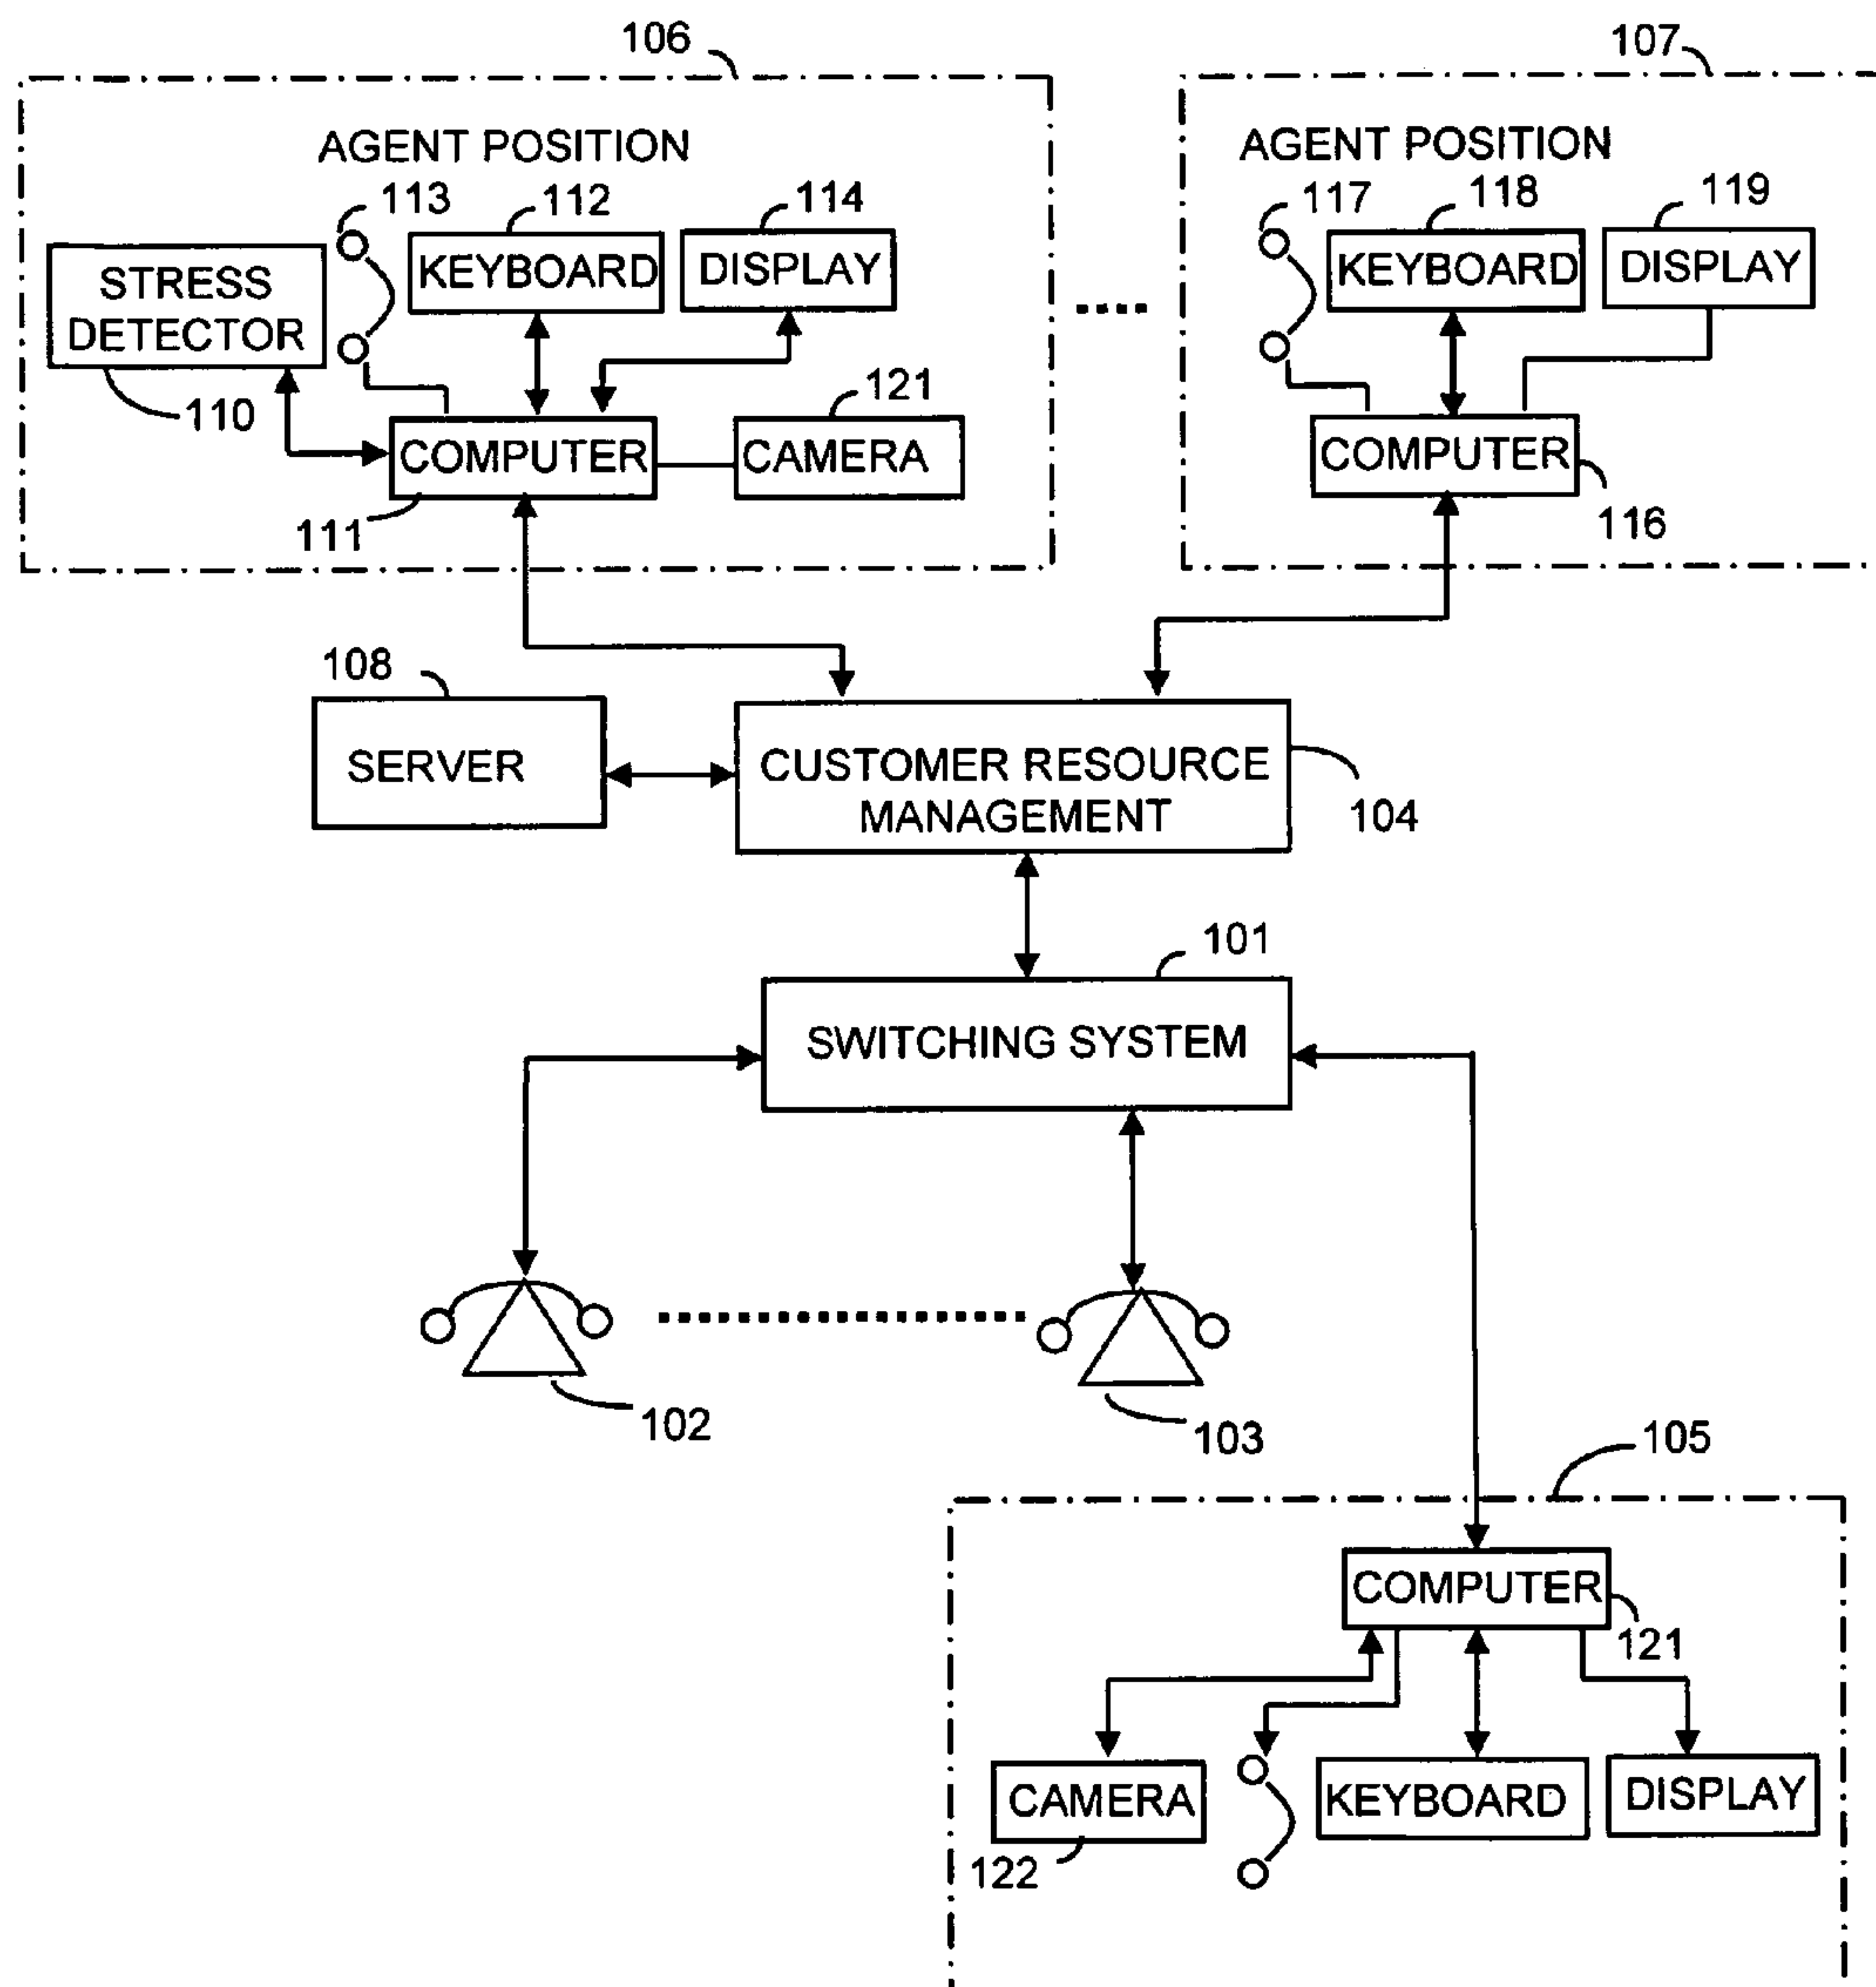 106
107
AGENT POSITION
AGENT POSITION
113
112
114
117
118
119
STRESS
DETECTOR
KEYBOARD
DISPLAY
KEYBOARD
DISPLAY
110
121
COMPUTER
CAMERA
COMPUTER
111
116
108
SERVER
CUSTOMER RESOURCE
MANAGEMENT
104
101
SWITCHING SYSTEM
102
103
105
COMPUTER
121
CAMERA
KEYBOARD
DISPLAY
122